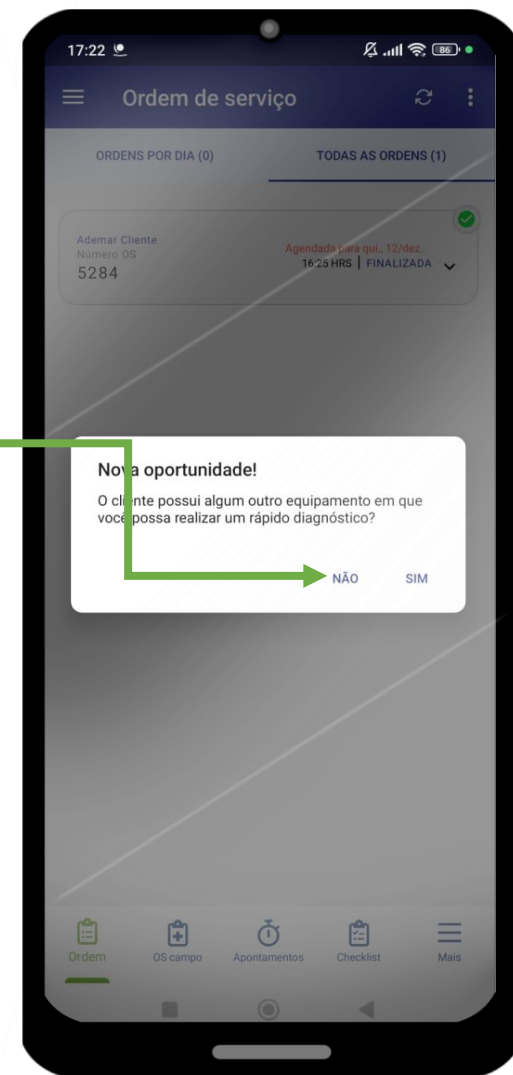 17:22
86
Ordem de serviço
ORDENS POR DIA (0) TODAS AS ORDENS (1)
Ademar Cliente
Número OS
5284
Agendada para qui., 12/dez.
16:25 HRS | FINALIZADA
Nova oportunidade!
O cliente possui algum outro equipamento em que
você possa realizar um rápido diagnóstico?
NÃO SIM
Ordem OS campo Apontamentos Checklist Mais